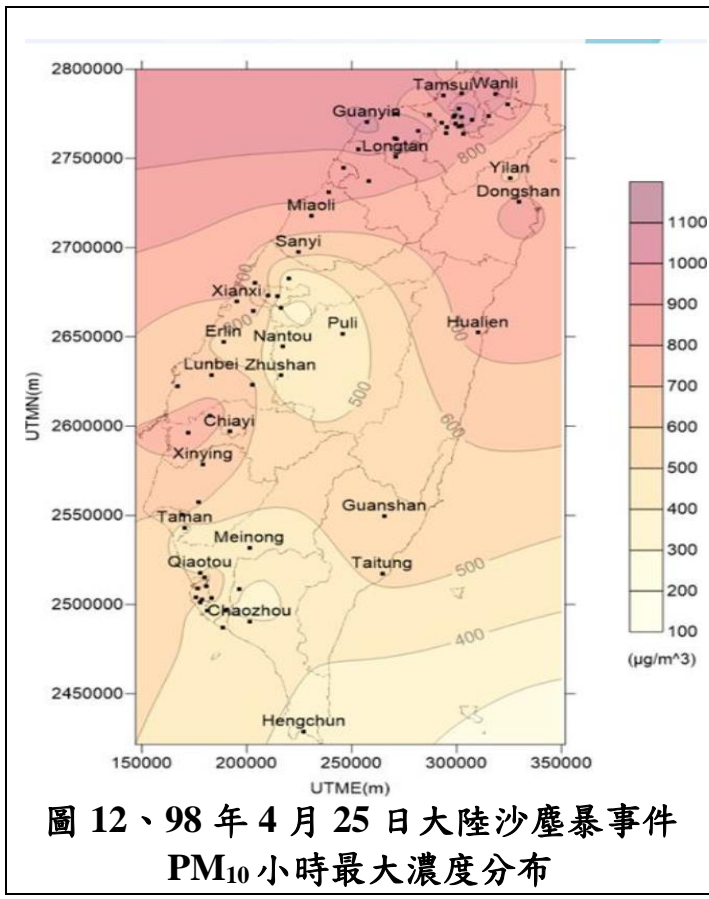 2800000
2750000
2700000
2650000
2600000
2550000
2500000
2450000
UTMN(m)
150000 200000 250000 300000 350000
UTME(m)
Tamsui Wanli
Guanyin
Longtan
800
Yilan
Dongshan
Miaoli
Sanyi
Xianxi
Erlin Nantou Puli Hualien
Lunbei Zhushan
500
600
Chiayi
Xinying
Guanshan
Tainan
Meinong
Qiaotou Taitung
500
Chaozhou
400
Hengchun
1100
1000
900
800
700
600
500
400
300
200
100
(μg/m^3)
圖 12、98 年 4 月 25 日大陸沙塵暴事件
PM₁₀ 小時最大濃度分布